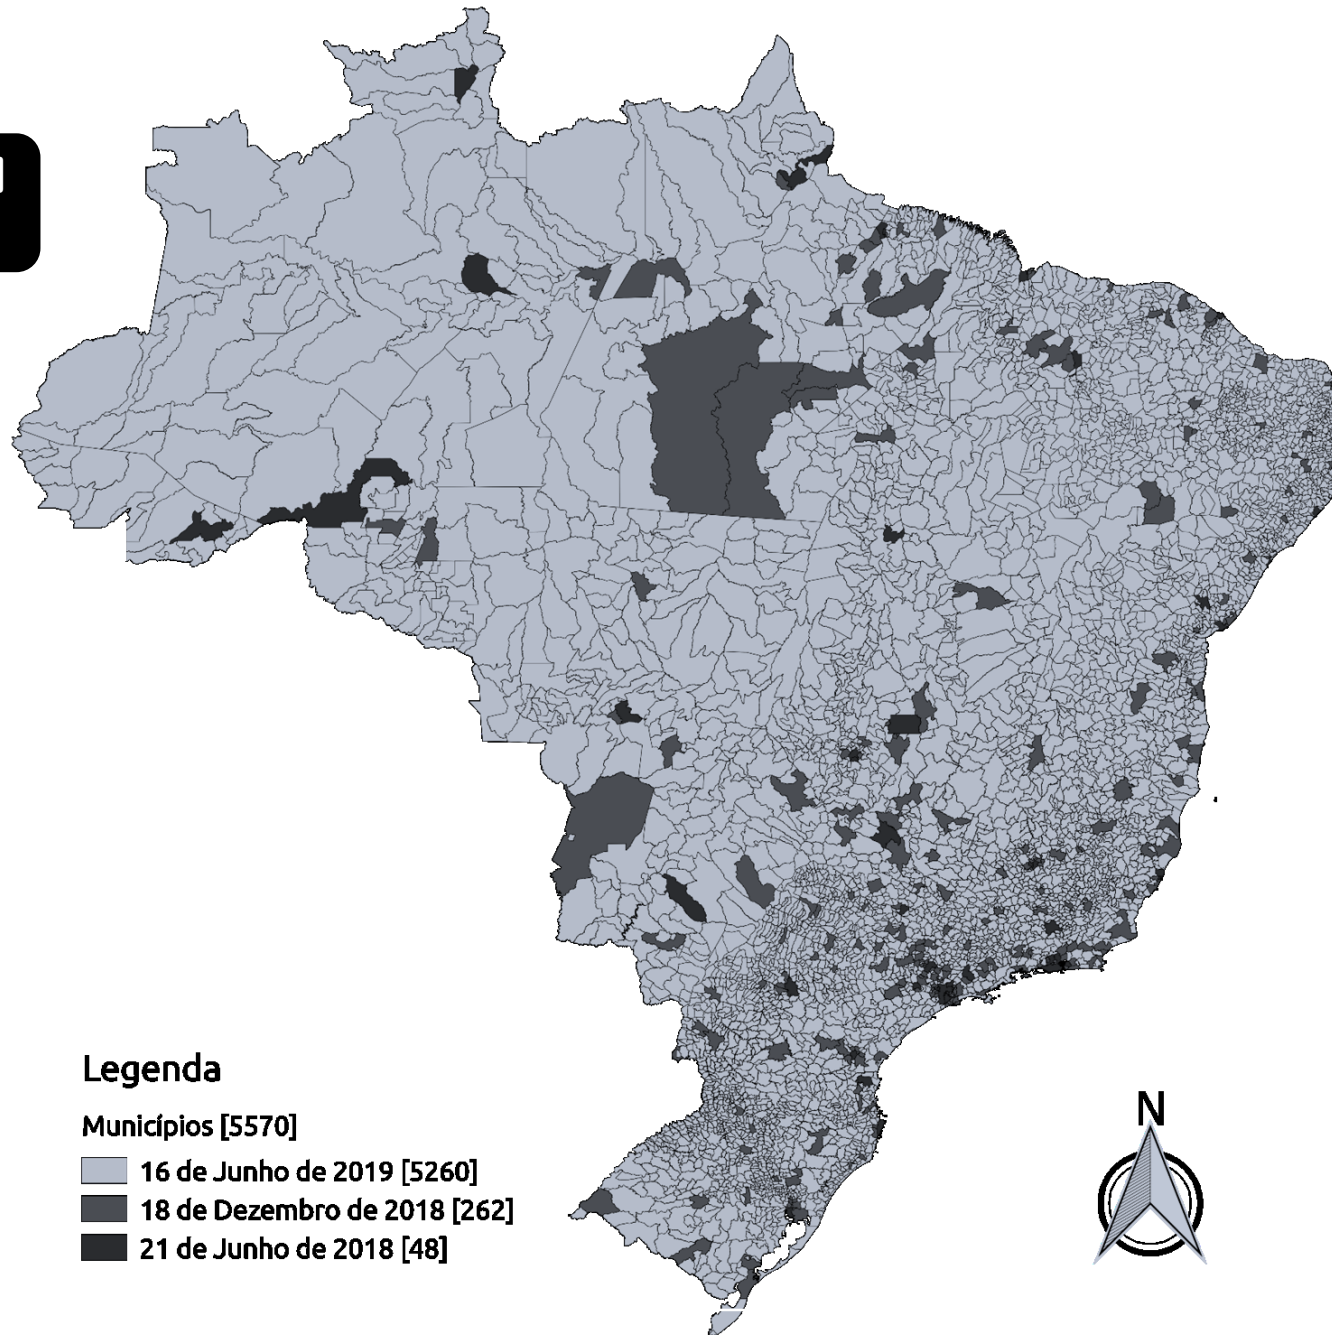 Legenda
Municípios [5570]
16 de Junho de 2019 [5260]
18 de Dezembro de 2018 [262]
21 de Junho de 2018 [48]
N